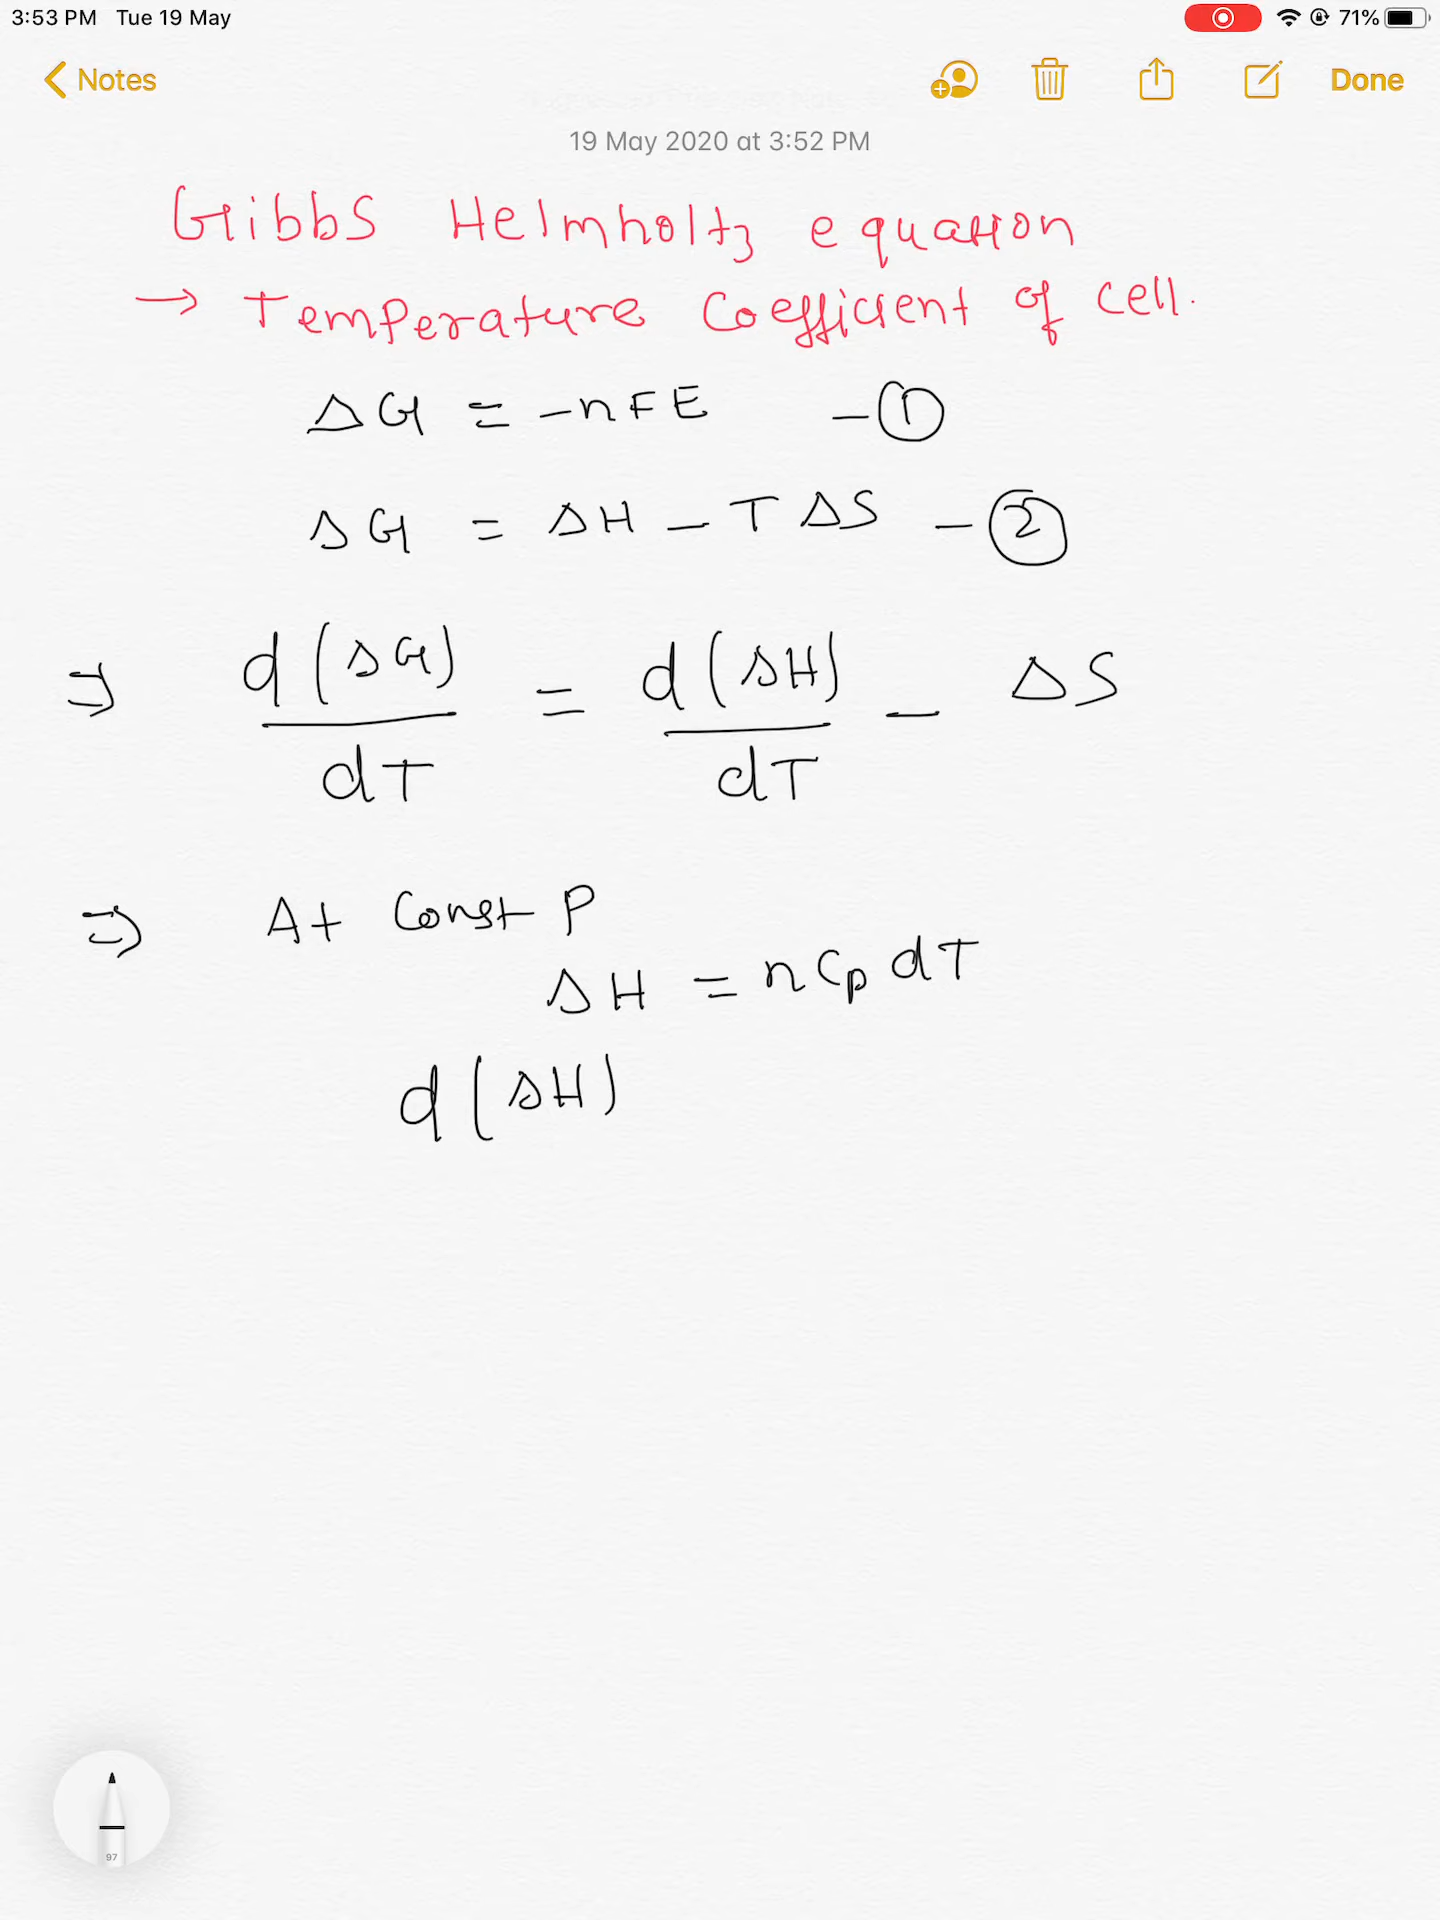 3:53 PM Tue 19 May 71%
Notes Done
19 May 2020 at 3:52 PM
Gibbs Helmholtz equation
→ Temperature Coefficient of cell.
ΔG = -nFE -①
ΔG = ΔH - TΔS - ②
⇒ d(ΔG)/dT = d(ΔH)/dT - ΔS
⇒ At Const P
ΔH = nCp dT
d(ΔH)
97